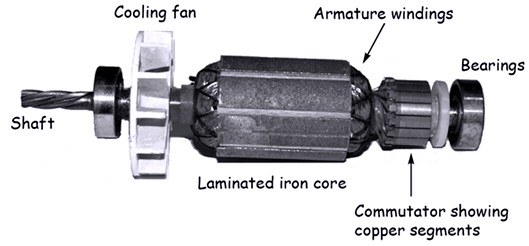 Cooling fan
Armature windings
Bearings
Shaft
Laminated iron core
Commutator showing
copper segments